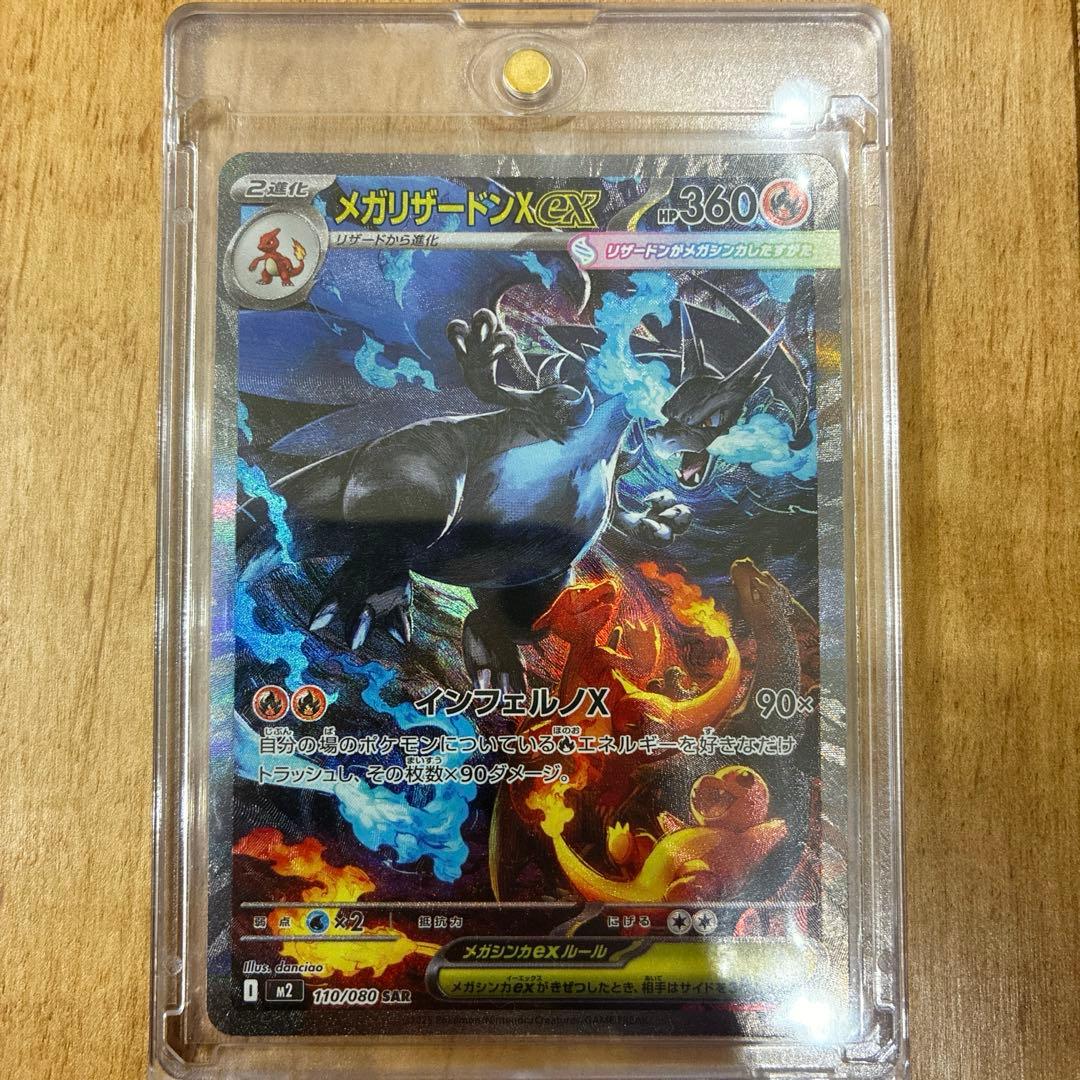 2進化
メガリザードンXex
HP360
リザードから進化
リザードンがメガシンカしたすがた
インフェルノX 90×
自分の場のポケモンについているエネルギーを好きなだけ
トラッシュし、その枚数×90ダメージ。
弱点 ×2 抵抗力 にげる
メガシンカexルール
メガシンカexがきぜつしたとき、相手はサイドを
Illus. danciao
I M2 110/080 SAR
©2025 Pokémon/Nintendo/Creatures/GAME FREAK